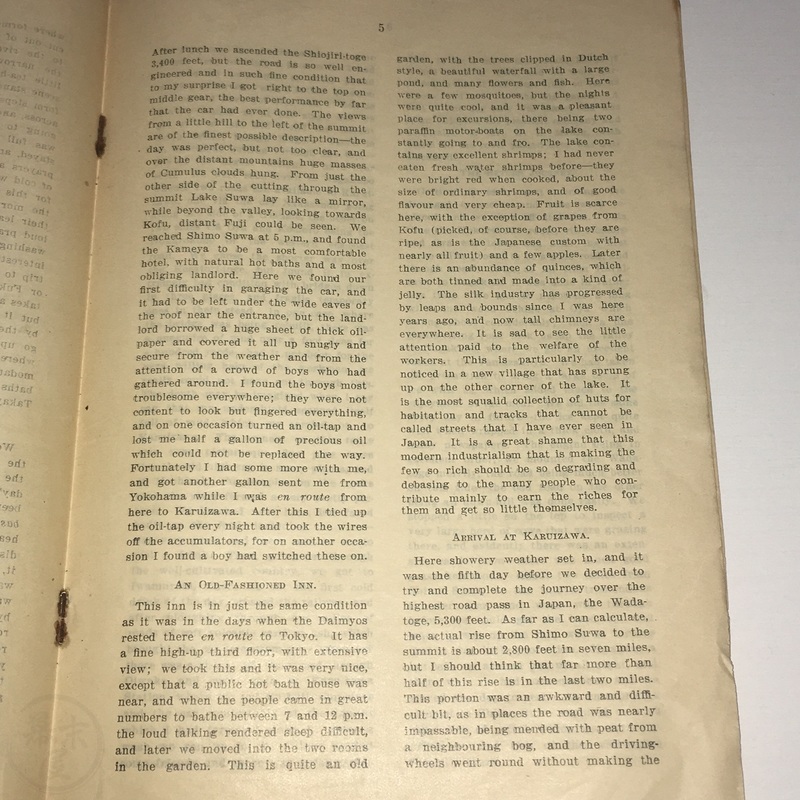 5
After lunch we ascended the Shiojiri-toge
3,400 feet, but the road is so well en-
gineered and in such fine condition that
to my surprise I got right to the top on
middle gear, the best performance by far
that the car had ever done. The views
from a little hill to the left of the summit
are of the finest possible description—the
day was perfect, but not too clear, and
over the distant mountains huge masses
of Cumulus clouds hung. From just the
other side of the cutting through the
summit Lake Suwa lay like a mirror,
while beyond the valley, looking towards
Kofu, distant Fuji could be seen. We
reached Shimo Suwa at 5 p.m., and found
the Kameya to be a most comfortable
hotel, with natural hot baths and a most
obliging landlord. Here we found our
first difficulty in garaging the car, and
it had to be left under the wide eaves of
the roof near the entrance, but the land-
lord borrowed a huge sheet of thick oil-
paper and covered it all up snugly and
secure from the weather and from the
attention of a crowd of boys who had
gathered around. I found the boys most
troublesome everywhere; they were not
content to look but fingered everything,
and on one occasion turned an oil-tap and
lost me half a gallon of precious oil
which could not be replaced the way.
Fortunately I had some more with me,
and got another gallon sent me from
Yokohama while I was en route from
here to Karuizawa. After this I tied up
the oil-tap every night and took the wires
off the accumulators, for on another occa-
sion I found a boy had switched these on.
An Old-Fashioned Inn.
This inn is in just the same condition
as it was in the days when the Daimyos
rested there en route to Tokyo. It has
a fine high-up third floor, with extensive
view; we took this and it was very nice,
except that a public hot bath house was
near, and when the people came in great
numbers to bathe between 7 and 12 p.m.
the loud talking rendered sleep difficult,
and later we moved into the two rooms
in the garden. This is quite an old
garden, with the trees clipped in Dutch
style, a beautiful waterfall with a large
pond, and many flowers and fish. Here
were a few mosquitoes, but the nights
were quite cool, and it was a pleasant
place for excursions, there being two
paraffin motor-boats on the lake con-
stantly going to and fro. The lake con-
tains very excellent shrimps; I had never
eaten fresh water shrimps before—they
were bright red when cooked, about the
size of ordinary shrimps, and of good
flavour and very cheap. Fruit is scarce
here, with the exception of grapes from
Kofu (picked, of course, before they are
ripe, as is the Japanese custom with
nearly all fruit) and a few apples. Later
there is an abundance of quinces, which
are both tinned and made into a kind of
jelly. The silk industry has progressed
by leaps and bounds since I was here
years ago, and now tall chimneys are
everywhere. It is sad to see the little
attention paid to the welfare of the
workers. This is particularly to be
noticed in a new village that has sprung
up on the other corner of the lake. It
is the most squalid collection of huts for
habitation and tracks that cannot be
called streets that I have ever seen in
Japan. It is a great shame that this
modern industrialism that is making the
few so rich should be so degrading and
debasing to the many people who con-
tribute mainly to earn the riches for
them and get so little themselves.
Arrival at Karuizawa.
Here showery weather set in, and it
was the fifth day before we decided to
try and complete the journey over the
highest road pass in Japan, the Wada-
toge, 5,300 feet. As far as I can calculate,
the actual rise from Shimo Suwa to the
summit is about 2,800 feet in seven miles,
but I should think that far more than
half of this rise is in the last two miles.
This portion was an awkward and diffi-
cult bit, as in places the road was nearly
impassable, being mended with peat from
a neighbouring bog, and the driving-
wheels went round without making the